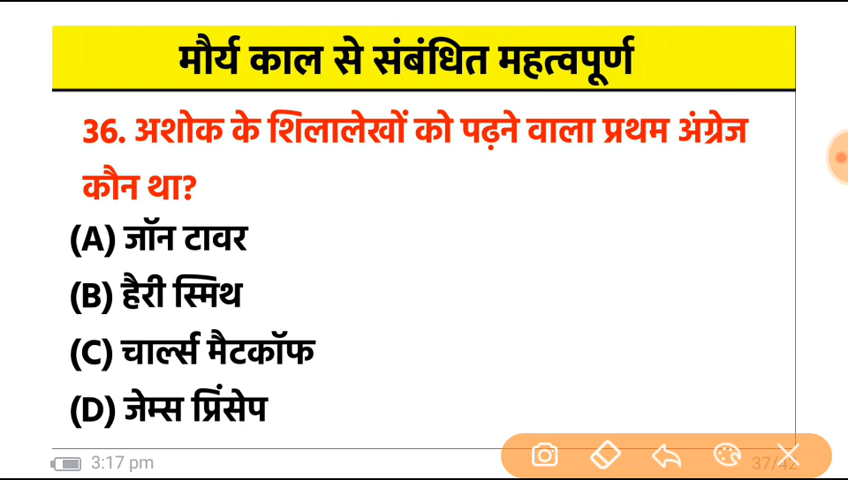 मौर्य काल से संबंधित महत्वपूर्ण
36. अशोक के शिलालेखों को पढ़ने वाला प्रथम अंग्रेज
कौन था?
(A) जॉन टावर
(B) हैरी स्मिथ
(C) चार्ल्स मैटकॉफ
(D) जेम्स प्रिंसेप
3:17 pm
37/42